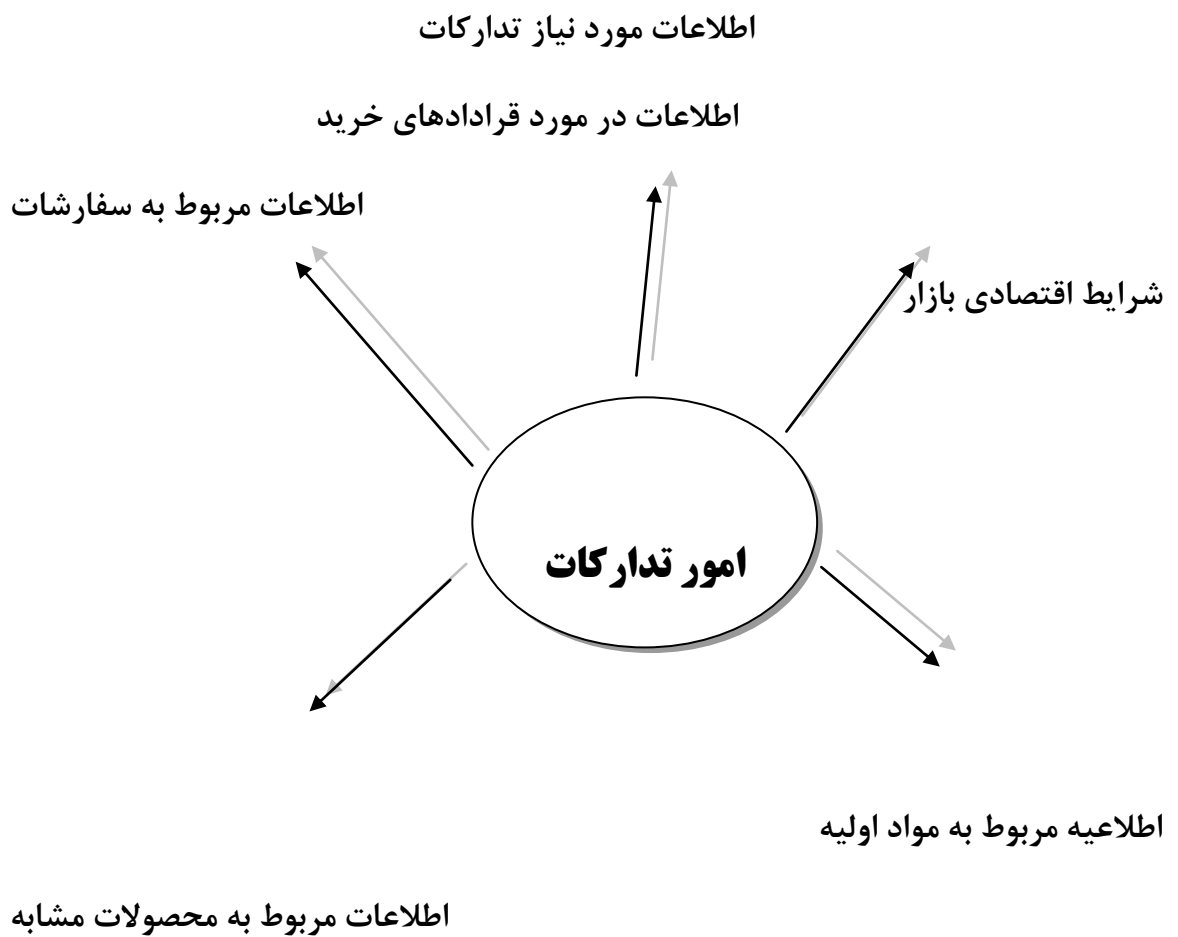 اطلاعات مورد نیاز تدارکات
اطلاعات در مورد قرادادهای خرید
اطلاعات مربوط به سفارشات
شرایط اقتصادی بازار
امور تدارکات
اطلاعیه مربوط به مواد اولیه
اطلاعات مربوط به محصولات مشابه